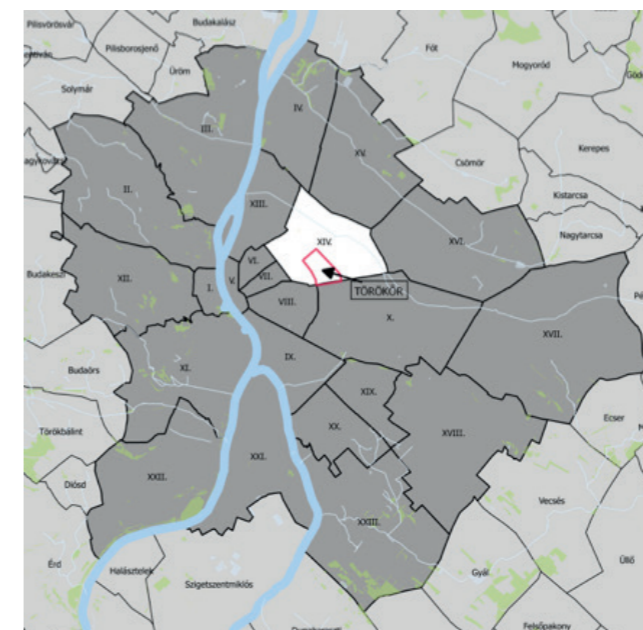 Pilisvörösvár
Budakalász
Pilisborosjenő
Üröm
Fót
Mogyoród
Solymár
IV.
III.
XV.
Csömör
Kerepes
Kistarcsa
II.
XIII.
XIV.
XVI.
Nagytarcsa
Budakeszi
XII.
VI.
I.
V.
VII.
TÖRÖKŐR
VIII.
X.
XVII.
IX.
XI.
Budaörs
XIX.
Törökbálint
XX.
XVIII.
Ecser
XXI.
XXII.
Diósd
Vecsés
XXIII.
Érd
Halásztelek
Szigetszentmiklós
Gyál
Üllő
Felsőpakony